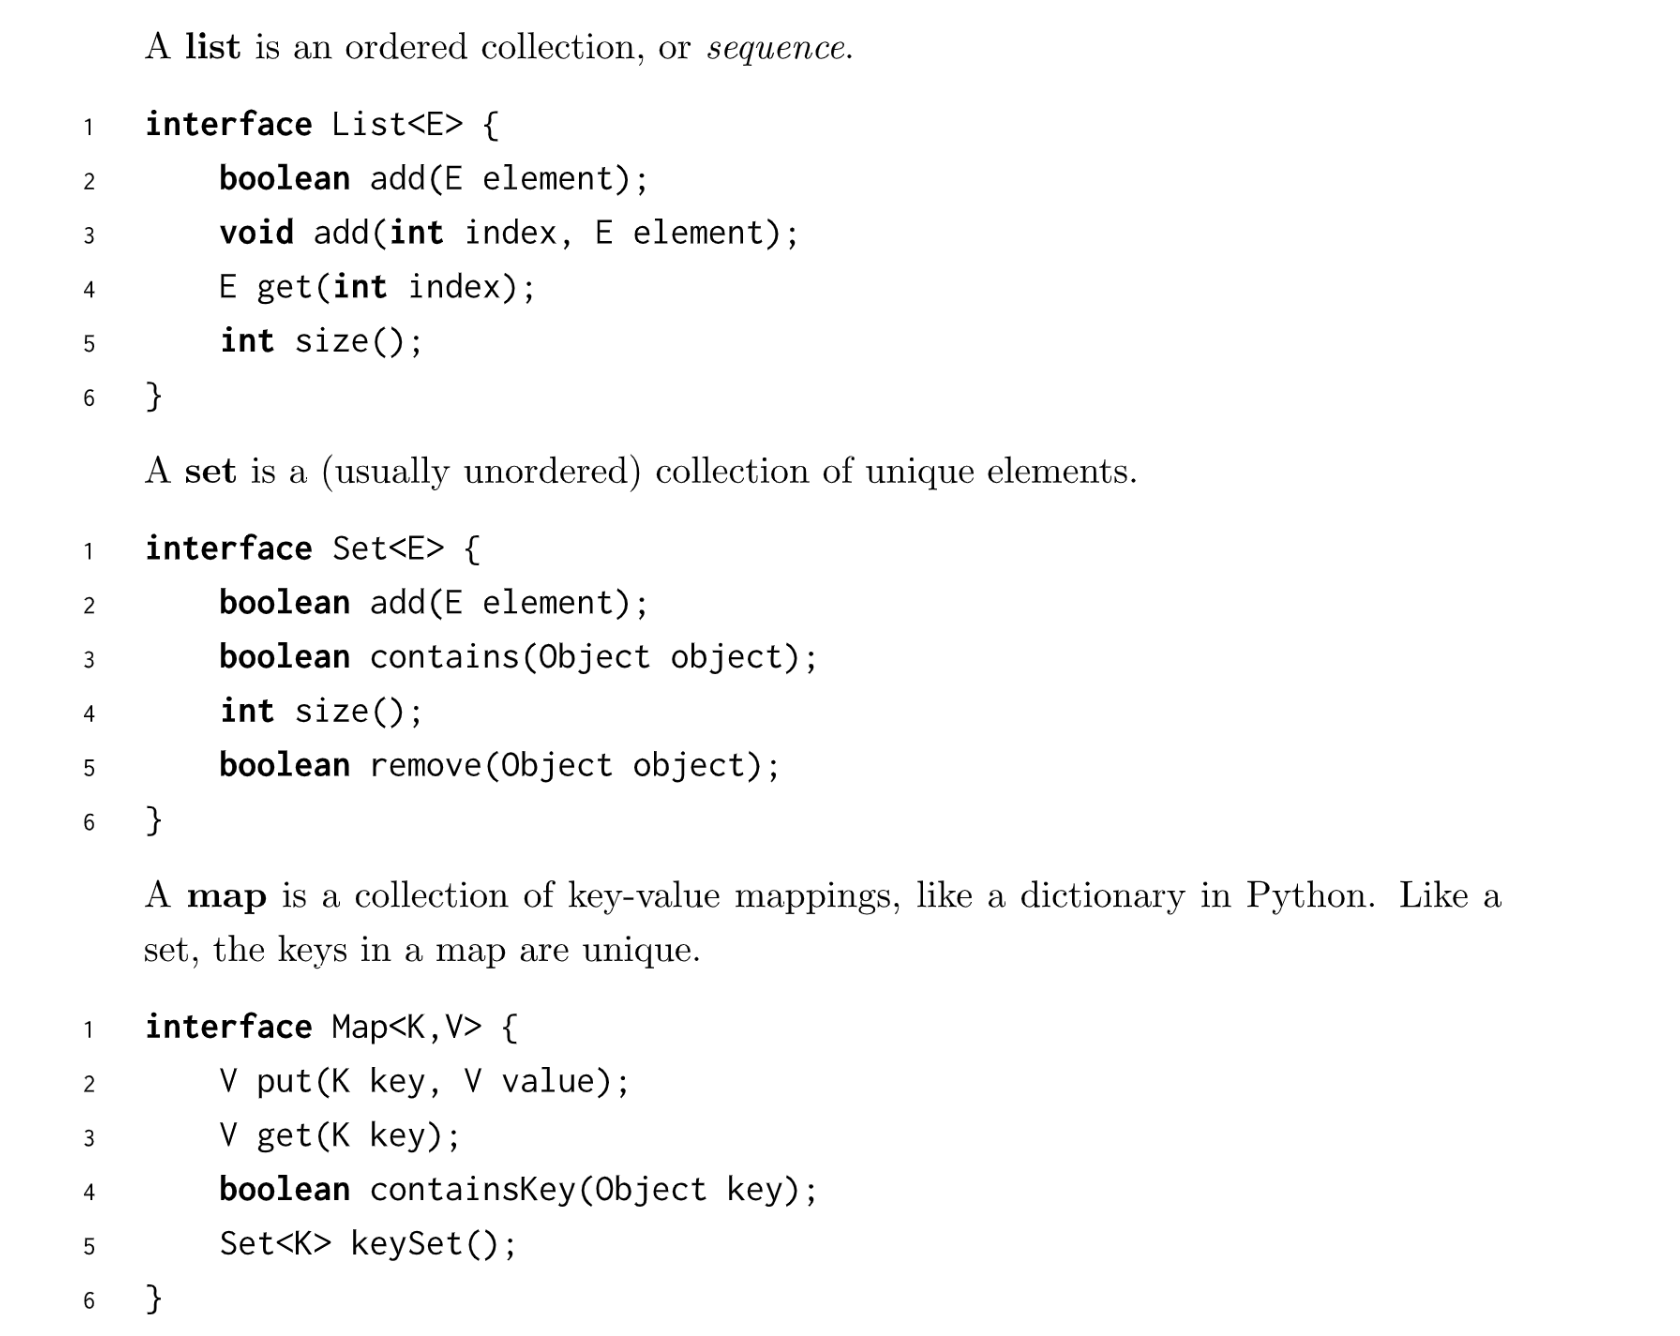 A list is an ordered collection, or sequence.
1 interface List<E> {
2 boolean add(E element);
3 void add(int index, E element);
4 E get(int index);
5 int size();
6 }
A set is a (usually unordered) collection of unique elements.
1 interface Set<E> {
2 boolean add(E element);
3 boolean contains(Object object);
4 int size();
5 boolean remove(Object object);
6 }
A map is a collection of key-value mappings, like a dictionary in Python. Like a
set, the keys in a map are unique.
1 interface Map<K,V> {
2 V put(K key, V value);
3 V get(K key);
4 boolean containsKey(Object key);
5 Set<K> keySet();
6 }